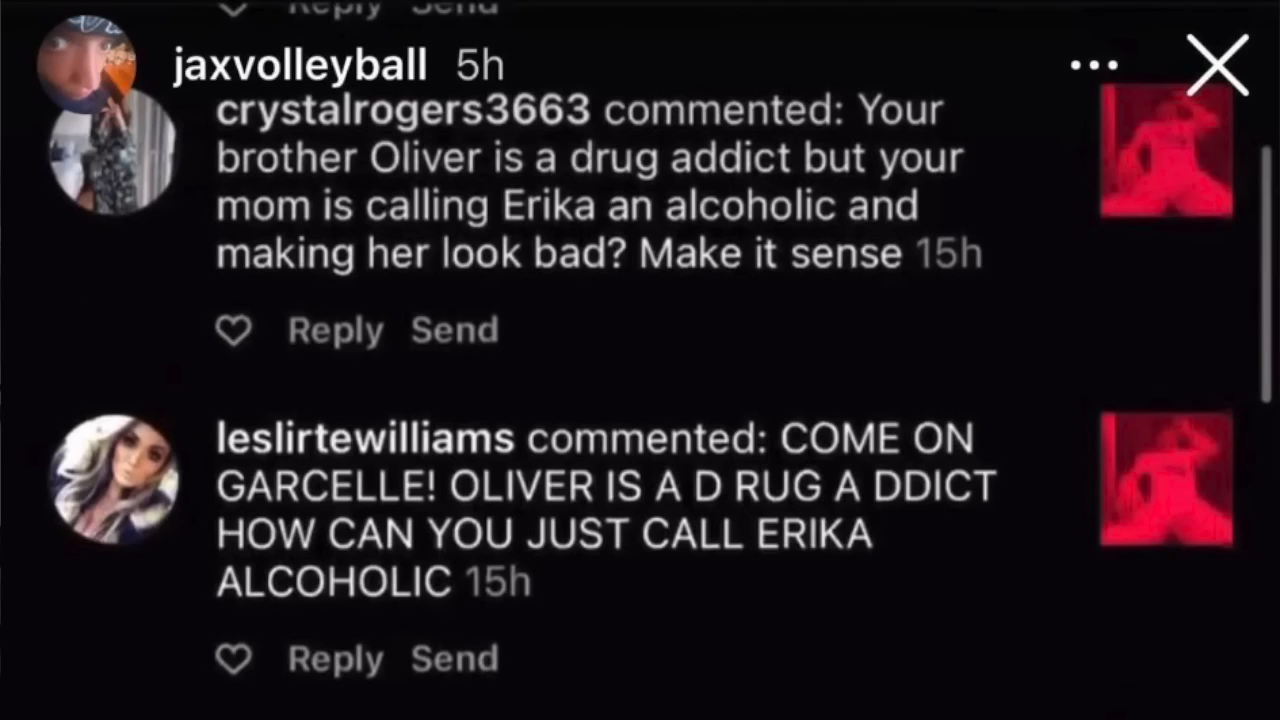 Reply Send
jaxvolleyball 5h
crystalrogers3663 commented: Your
brother Oliver is a drug addict but your
mom is calling Erika an alcoholic and
making her look bad? Make it sense 15h
Reply Send
leslirtewilliams commented: COME ON
GARCELLE! OLIVER IS A D RUG A DDICT
HOW CAN YOU JUST CALL ERIKA
ALCOHOLIC 15h
Reply Send